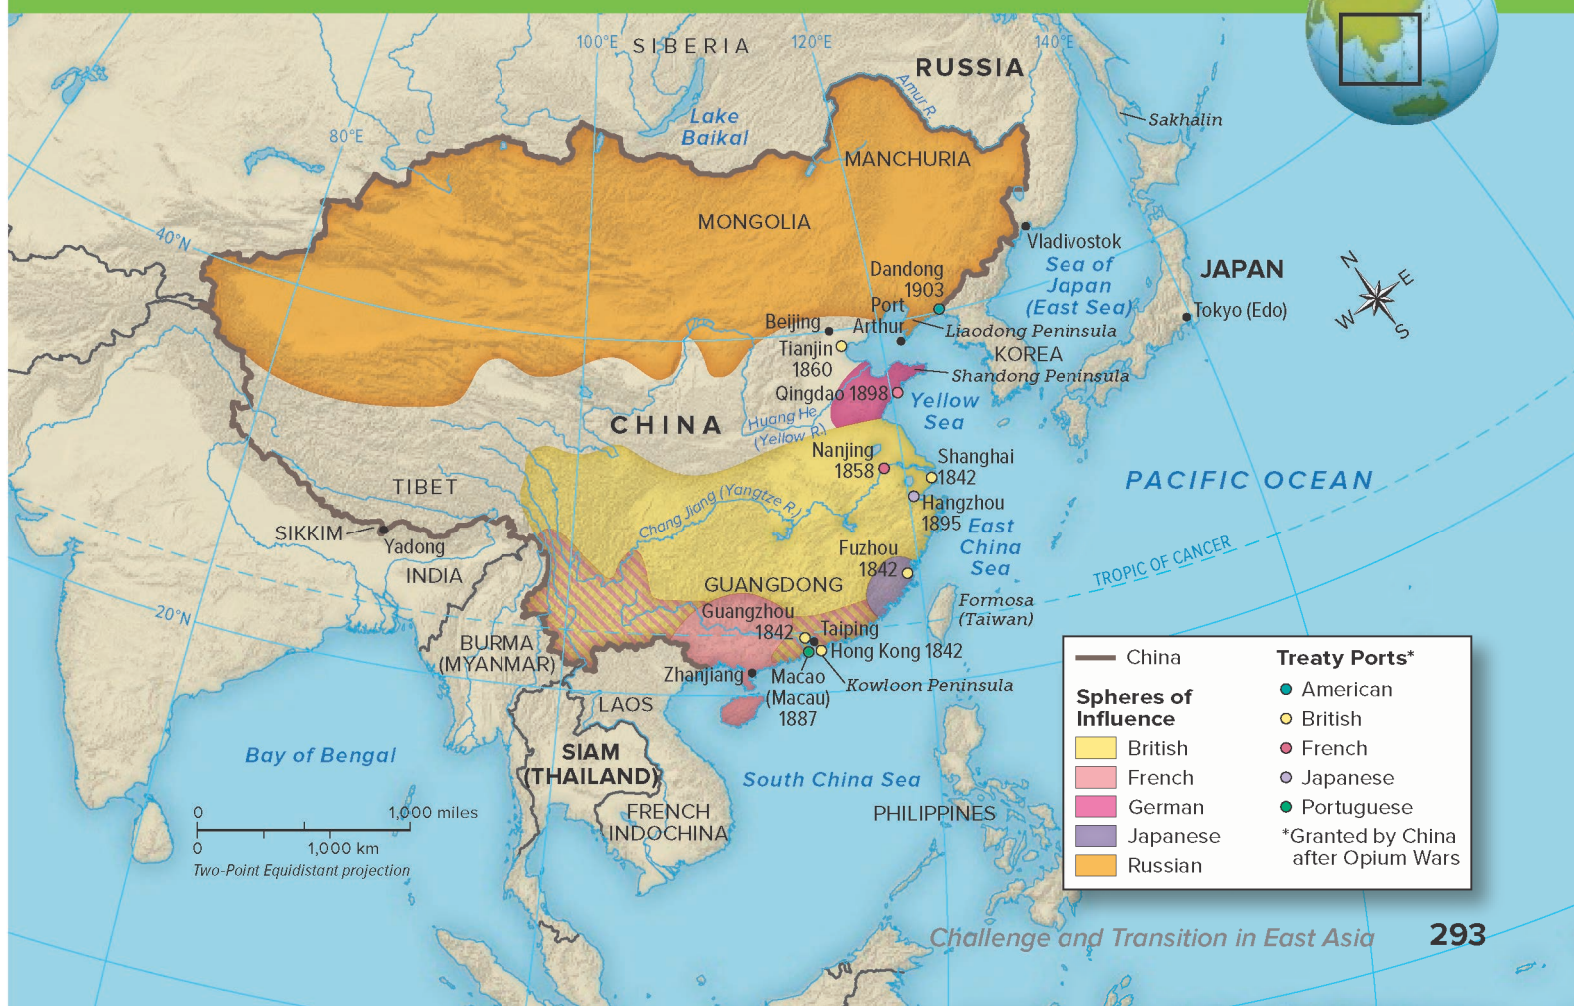 100°E
SIBERIA
120°E
140°E
RUSSIA
Amur R.
Lake
Baikal
Sakhalin
80°E
MANCHURIA
MONGOLIA
40°N
Vladivostok
Sea of
Japan
(East Sea)
JAPAN
N
E
W
S
Dandong
1903
Port
Arthur
Beijing
Liaodong Peninsula
Tokyo (Edo)
Tianjin
1860
KOREA
Shandong Peninsula
Qingdao 1898
Yellow
Sea
CHINA
Huang He
(Yellow R.)
Nanjing
1858
Shanghai
1842
TIBET
PACIFIC OCEAN
Chang Jiang (Yangtze R.)
Hangzhou
1895
East
China
Sea
SIKKIM
Yadong
INDIA
Fuzhou
1842
TROPIC OF CANCER
GUANGDONG
Formosa
(Taiwan)
20°N
Guangzhou
1842
Taiping
Hong Kong 1842
BURMA
(MYANMAR)
Zhanjiang
Macao
(Macau)
1887
Kowloon Peninsula
LAOS
Bay of Bengal
SIAM
(THAILAND)
South China Sea
FRENCH
INDOCHINA
PHILIPPINES
0
1,000 miles
0
1,000 km
Two-Point Equidistant projection
China
Spheres of
Influence
British
French
German
Japanese
Russian
Treaty Ports*
American
British
French
Japanese
Portuguese
*Granted by China
after Opium Wars
Challenge and Transition in East Asia 293